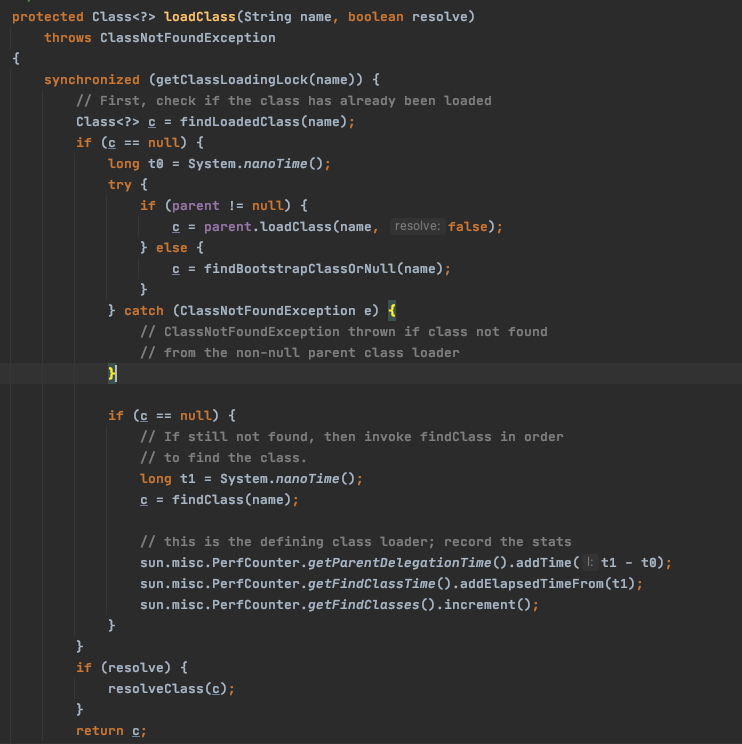 protected Class<?> loadClass(String name, boolean resolve)
    throws ClassNotFoundException
{
    synchronized (getClassLoadingLock(name)) {
        // First, check if the class has already been loaded
        Class<?> c = findLoadedClass(name);
        if (c == null) {
            long t0 = System.nanoTime();
            try {
                if (parent != null) {
                    c = parent.loadClass(name, resolve: false);
                } else {
                    c = findBootstrapClassOrNull(name);
                }
            } catch (ClassNotFoundException e) {
                // ClassNotFoundException thrown if class not found
                // from the non-null parent class loader
            }

            if (c == null) {
                // If still not found, then invoke findClass in order
                // to find the class.
                long t1 = System.nanoTime();
                c = findClass(name);

                // this is the defining class loader; record the stats
                sun.misc.PerfCounter.getParentDelegationTime().addTime( l: t1 - t0);
                sun.misc.PerfCounter.getFindClassTime().addElapsedTimeFrom(t1);
                sun.misc.PerfCounter.getFindClasses().increment();
            }
        }
        if (resolve) {
            resolveClass(c);
        }
        return c;